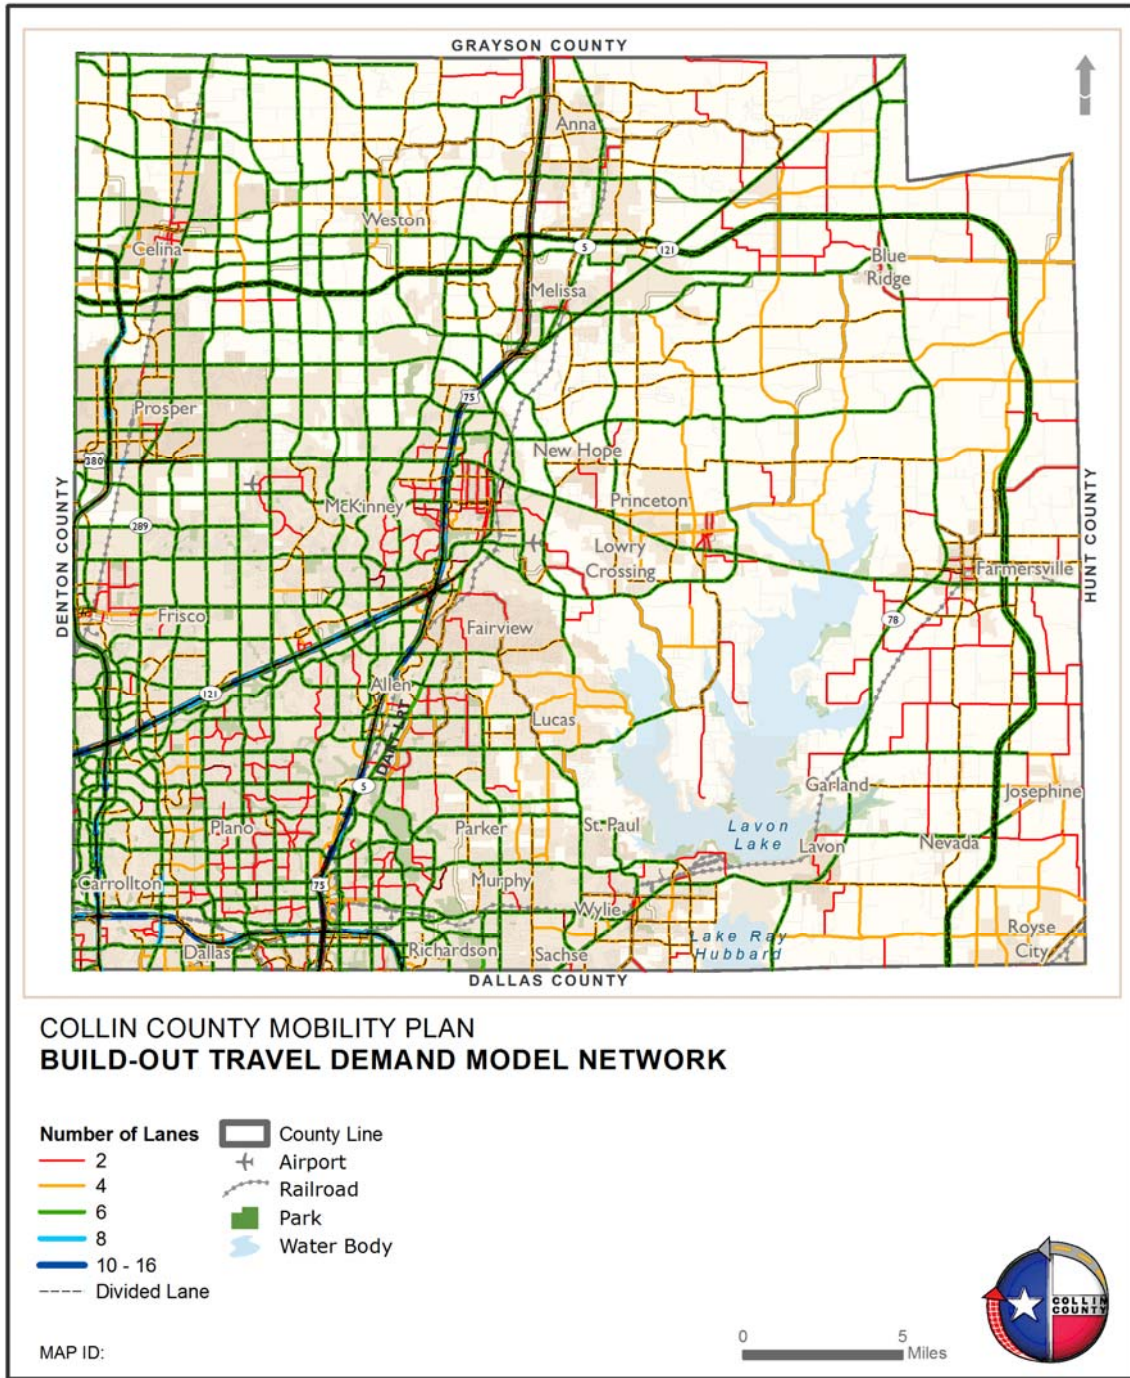 GRAYSON COUNTY
Anna
Weston
5
121
Celina
Blue
Ridge
Melissa
75
Prosper
380
New Hope
DENTON COUNTY
289
McKinney
Princeton
HUNT COUNTY
Lowry
Crossing
Farmersville
Frisco
Fairview
78
121
Allen
Lucas
DART LRT
5
Garland
Josephine
Plano
Parker
St. Paul
Lavon
Lake
Lavon
Nevada
Carrollton
75
Murphy
Wylie
Dallas
Richardson
Sachse
Lake Ray
Hubbard
Royse
City
DALLAS COUNTY
COLLIN COUNTY MOBILITY PLAN
BUILD-OUT TRAVEL DEMAND MODEL NETWORK
Number of Lanes
2
4
6
8
10 - 16
Divided Lane
County Line
Airport
Railroad
Park
Water Body
MAP ID:
0 5
Miles
COLLIN
COUNTY